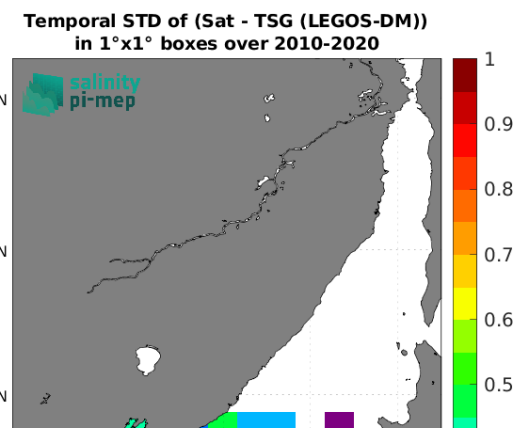 Temporal STD of (Sat - TSG (LEGOS-DM))
in 1°x1° boxes over 2010-2020
salinity
pi-mep
N
N
N
1
0.9
0.8
0.7
0.6
0.5